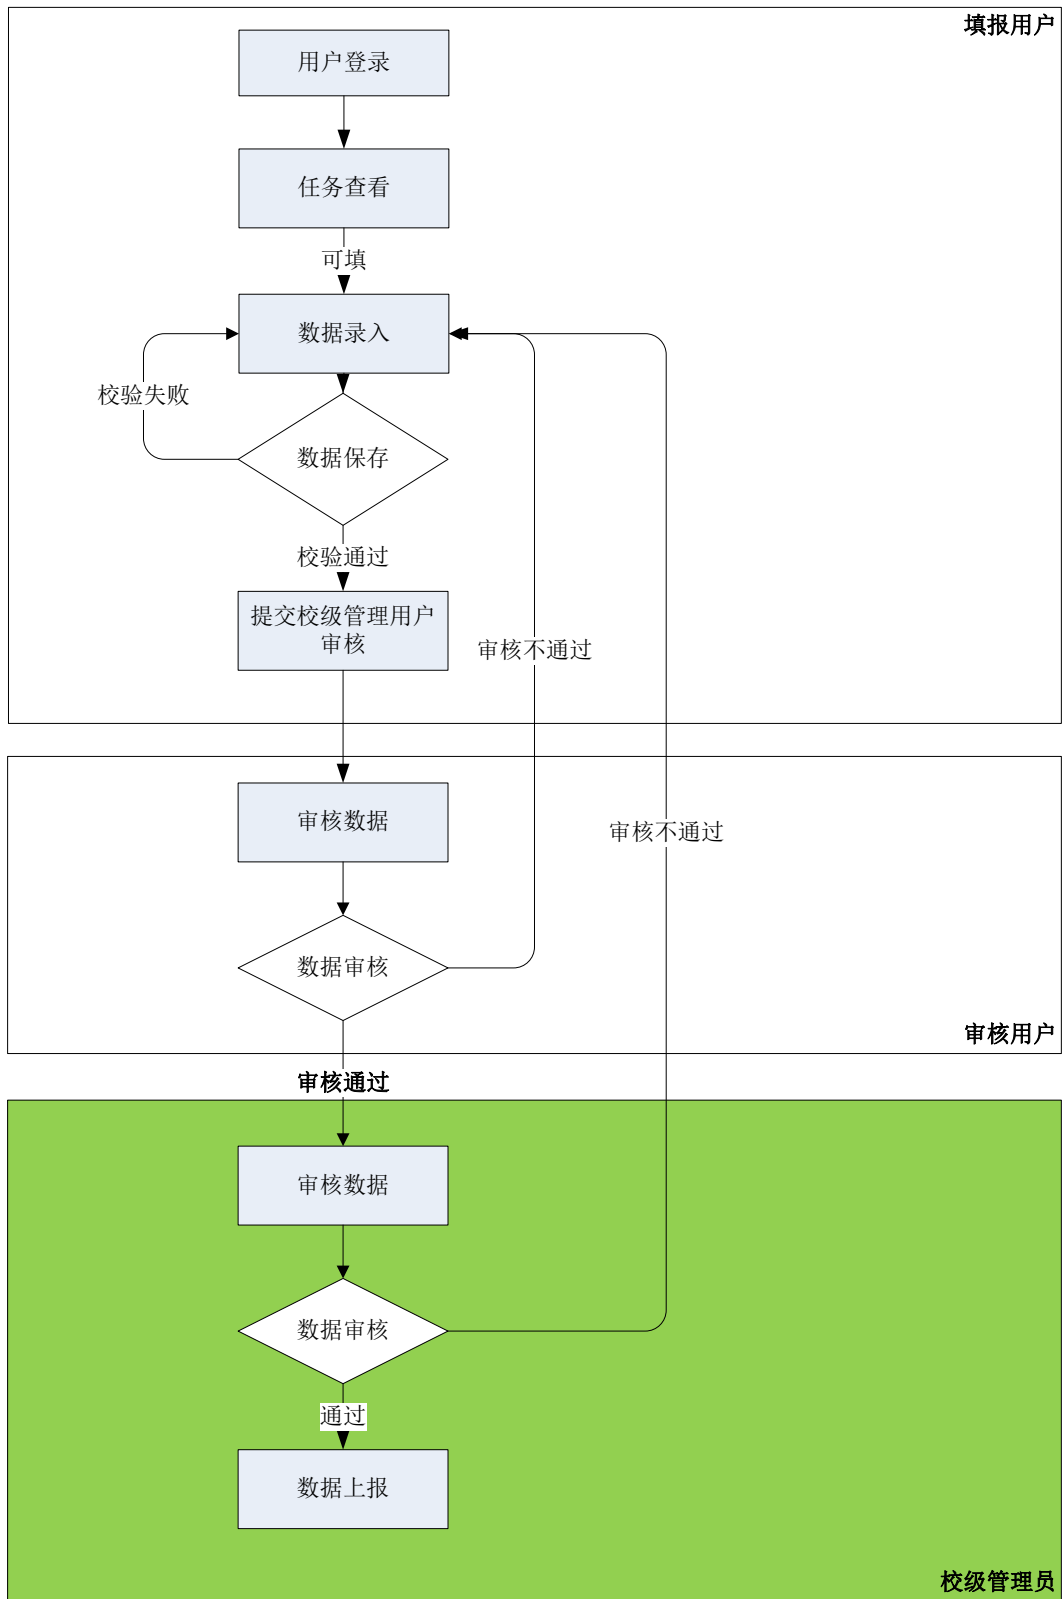 填报用户
用户登录
任务查看
可填
数据录入
校验失败
数据保存
校验通过
提交校级管理用户
审核
审核不通过
审核数据
审核不通过
数据审核
审核用户
审核通过
审核数据
数据审核
通过
数据上报
校级管理员